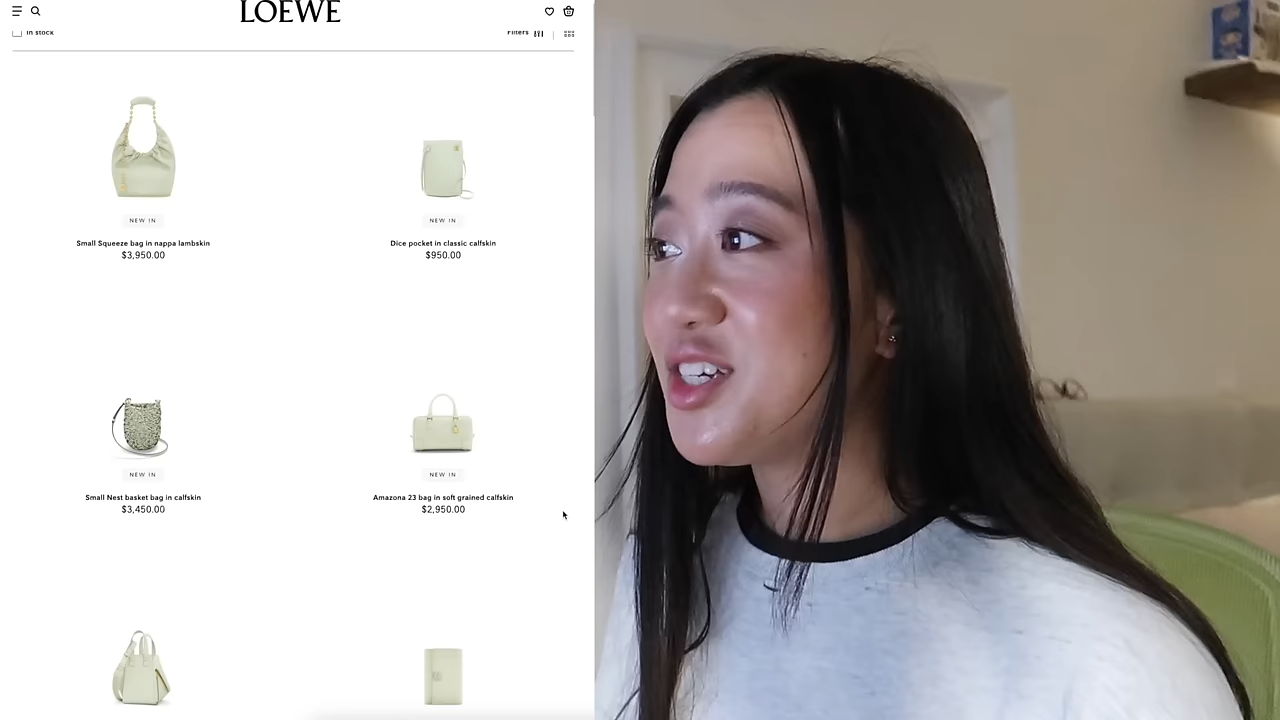 LOEWE
In stock
Filters
NEW IN
Small Squeeze bag in nappa lambskin
$3,950.00
NEW IN
Dice pocket in classic calfskin
$950.00
NEW IN
Small Nest basket bag in calfskin
$3,450.00
NEW IN
Amazona 23 bag in soft grained calfskin
$2,950.00